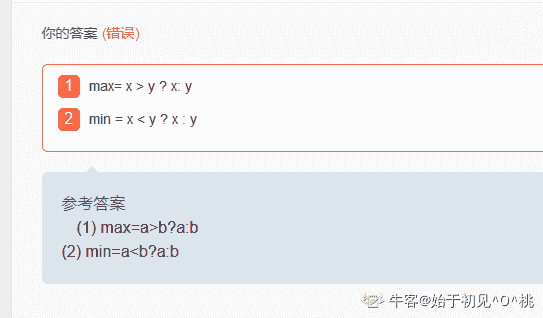 你的答案 (错误)
1 max= x > y ? x: y
2 min = x < y ? x : y
参考答案
(1) max=a>b?a:b
(2) min=a<b?a:b
牛客@始于初见^O^桃